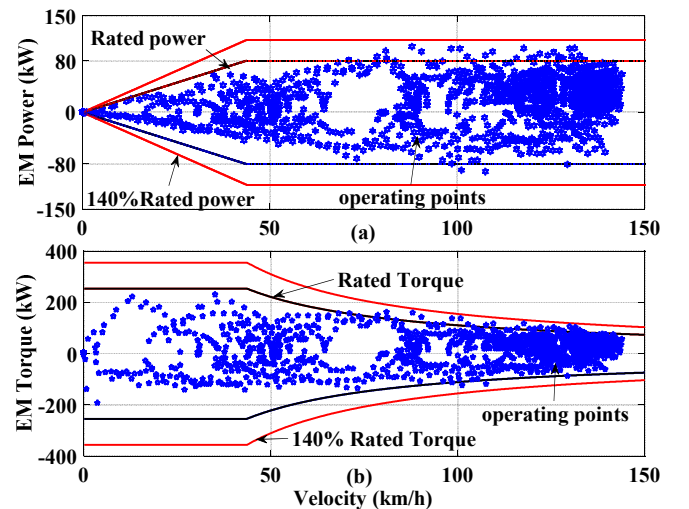 EM Power (kW)
150
80
0
-80
-150
Rated power
140%Rated power
operating points
0
50
100
150
(a)
EM Torque (kW)
400
200
0
-200
-400
Rated Torque
operating points
140% Rated Torque
0
50
100
150
(b)
Velocity (km/h)